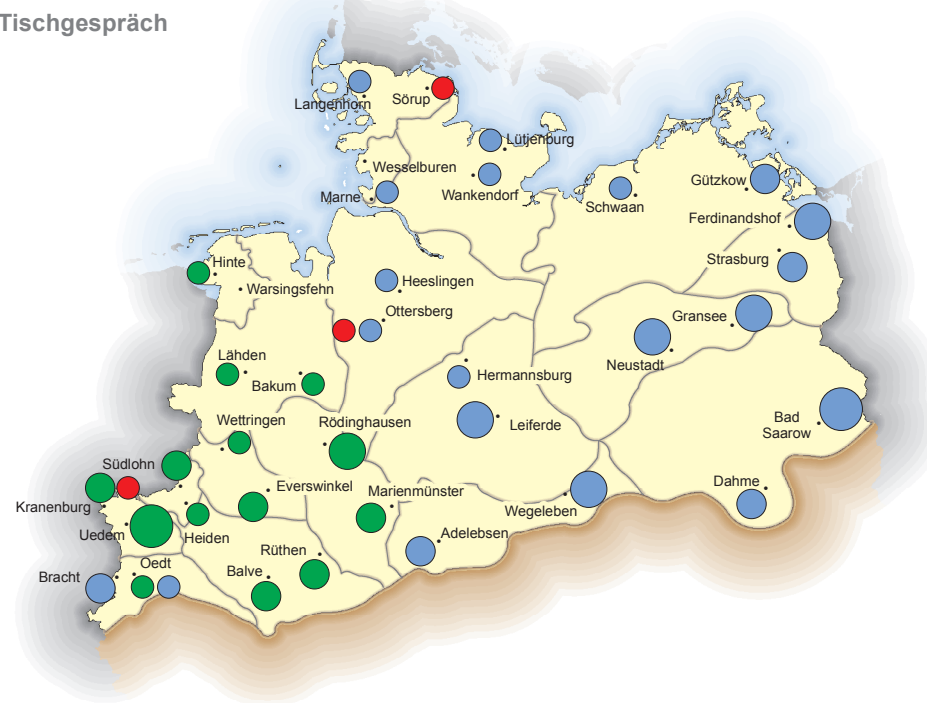 Tischgespräch
Langenhorn
Sörup
Lütjenburg
Wesselburen
Wankendorf
Marne
Schwaan
Gützkow
Ferdinandshof
Strasburg
Hinte
Warsingsfehn
Heeslingen
Ottersberg
Gransee
Neustadt
Lähden
Bakum
Hermannsburg
Leiferde
Bad
Saarow
Wettringen
Rödinghausen
Südlohn
Everswinkel
Marienmünster
Kranenburg
Uedem
Heiden
Wegeleben
Dahme
Adelebsen
Rüthen
Oedt
Bracht
Balve